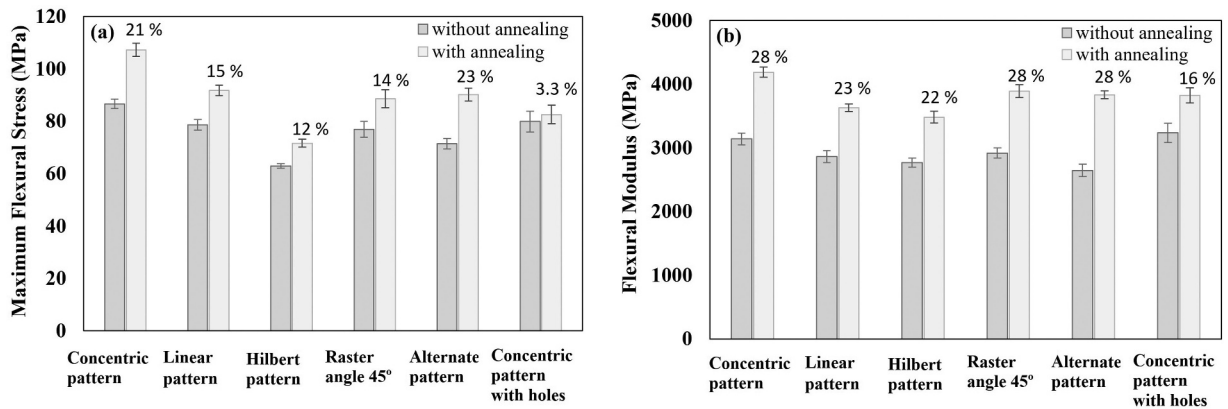 120
100
80
60
40
20
0
Maximum Flexural Stress (MPa)
(a)
without annealing
with annealing
21 %
15 %
12 %
14 %
23 %
3.3 %
Concentric
pattern
Linear
pattern
Hilbert
pattern
Raster
angle 45º
Alternate
pattern
Concentric
pattern
with holes
5000
4000
3000
2000
1000
0
Flexural Modulus (MPa)
(b)
without annealing
with annealing
28 %
23 %
22 %
28 %
28 %
16 %
Concentric
pattern
Linear
pattern
Hilbert
pattern
Raster
angle 45º
Alternate
pattern
Concentric
pattern
with holes